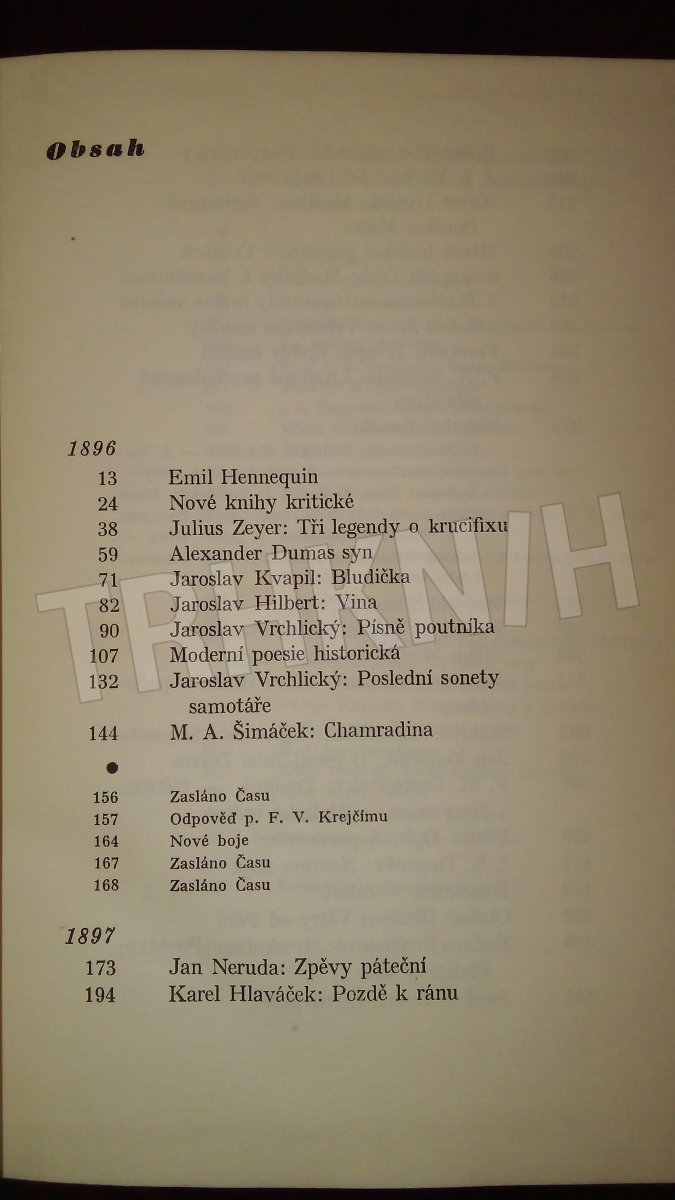 Obsah
1896
13 Emil Hennequin
24 Nové knihy kritické
38 Julius Zeyer: Tři legendy o krucifixu
59 Alexander Dumas syn
71 Jaroslav Kvapil: Bludička
82 Jaroslav Hilbert: Vina
90 Jaroslav Vrchlický: Písně poutníka
107 Moderní poesie historická
132 Jaroslav Vrchlický: Poslední sonety
samotáře
144 M. A. Šimáček: Chamradina
●
156 Zasláno Času
157 Odpověď p. F. V. Krejčímu
164 Nové boje
167 Zasláno Času
168 Zasláno Času
1897
173 Jan Neruda: Zpěvy páteční
194 Karel Hlaváček: Pozdě k ránu
TRHKNIH